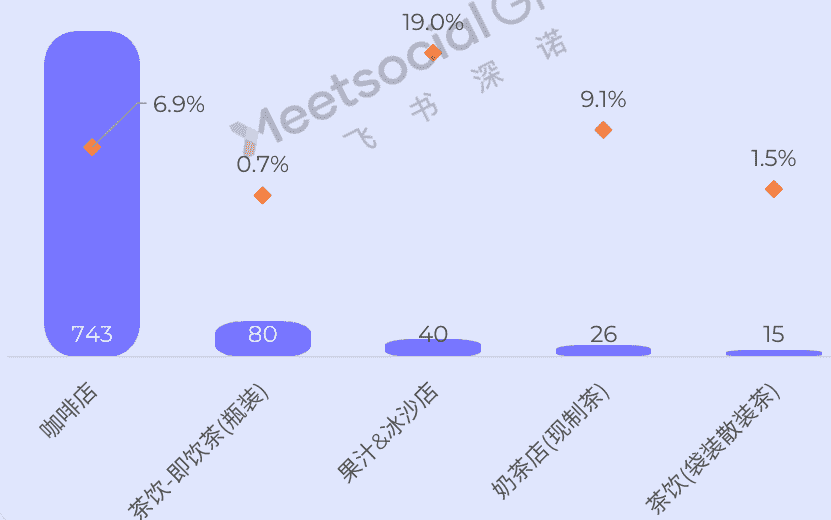 19.0%
Meetsocial Gr
飞书深诺
6.9%
9.1%
0.7%
1.5%
743
80
40
26
15
咖啡店
茶饮-即饮茶(瓶装)
果汁&冰沙店
奶茶店(现制茶)
茶饮(袋装散装茶)